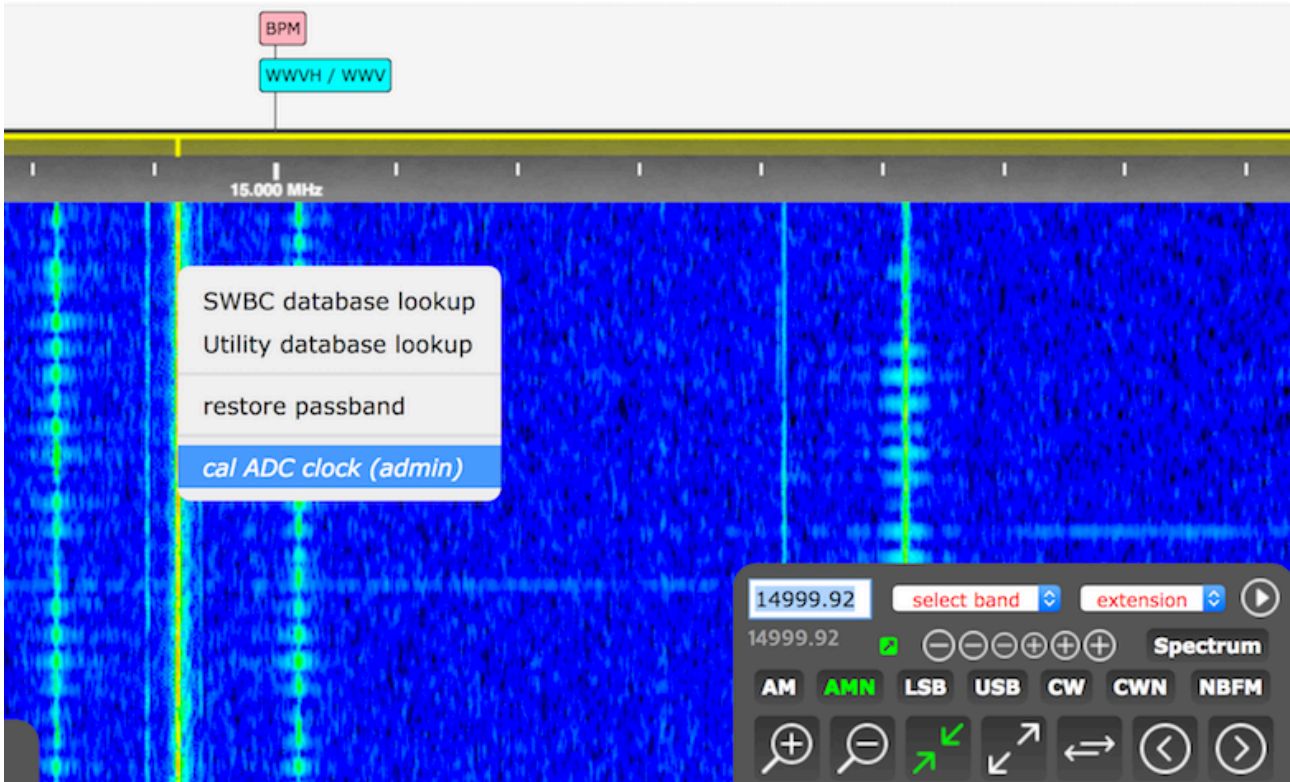 BPM
WWVH / WWV
15.000 MHz
SWBC database lookup
Utility database lookup
restore passband
cal ADC clock (admin)
14999.92 select band extension
14999.92 Spectrum
AM AMN LSB USB CW CWN NBFM